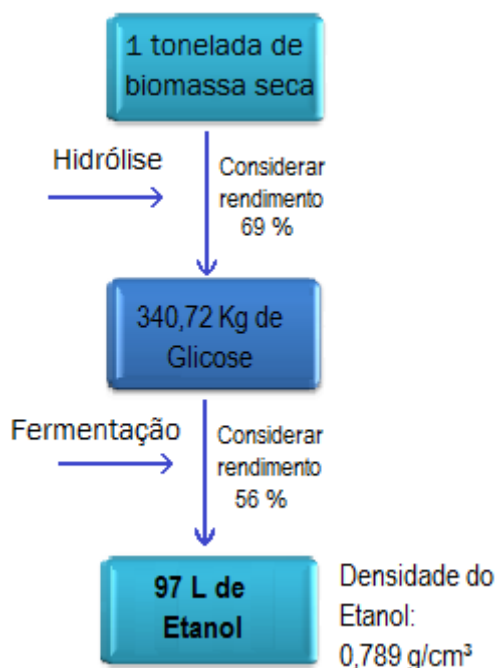 1 tonelada de
biomassa seca
Hidrólise
Considerar
rendimento
69 %
340,72 Kg de
Glicose
Fermentação
Considerar
rendimento
56 %
97 L de
Etanol
Densidade do
Etanol:
0,789 g/cm³